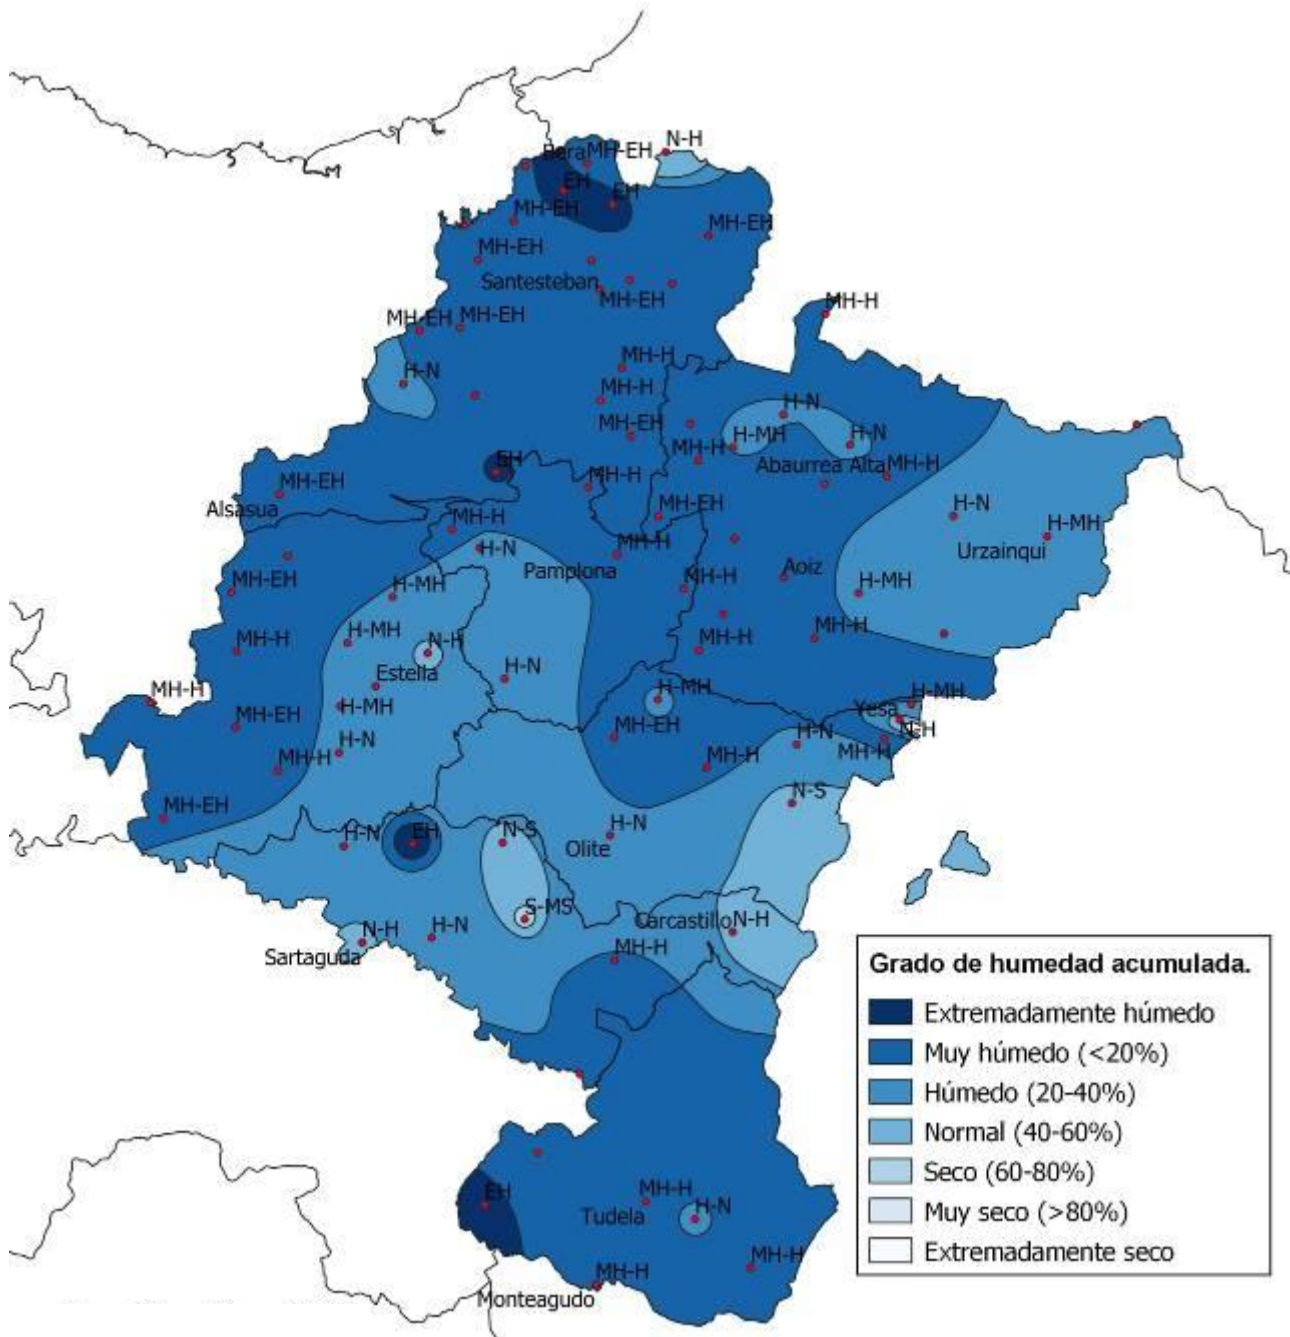 N-H
Bera
MH-EH
EH
EH
MH-EH
MH-EH
MH-EH
Santesteban
MH-EH
MH-H
MH-EH
MH-EH
MH-H
H-N
MH-H
H-N
MH-EH
H-MH
H-N
MH-H
EH
Abaurrea Alta
MH-H
MH-H
MH-EH
Alsasua
H-N
MH-EH
MH-H
H-MH
H-N
MH-H
Urzainqui
Pamplona
Aoiz
MH-H
MH-EH
H-MH
H-MH
H-MH
MH-H
MH-H
MH-H
N-H
Estella
H-N
MH-H
H-MH
H-MH
H-MH
Yesa
MH-EH
MH-EH
N-H
H-N
H-N
MH-H
MH-H
MH-H
MH-EH
N-S
H-N
EH
N-S
H-N
Olite
S-MS
Carcastillo
N-H
N-H
H-N
MH-H
Sartaguda
EH
MH-H
Tudela
H-N
MH-H
MH-H
Monteagudo
Grado de humedad acumulada.
Extremadamente húmedo
Muy húmedo (<20%)
Húmedo (20-40%)
Normal (40-60%)
Seco (60-80%)
Muy seco (>80%)
Extremadamente seco